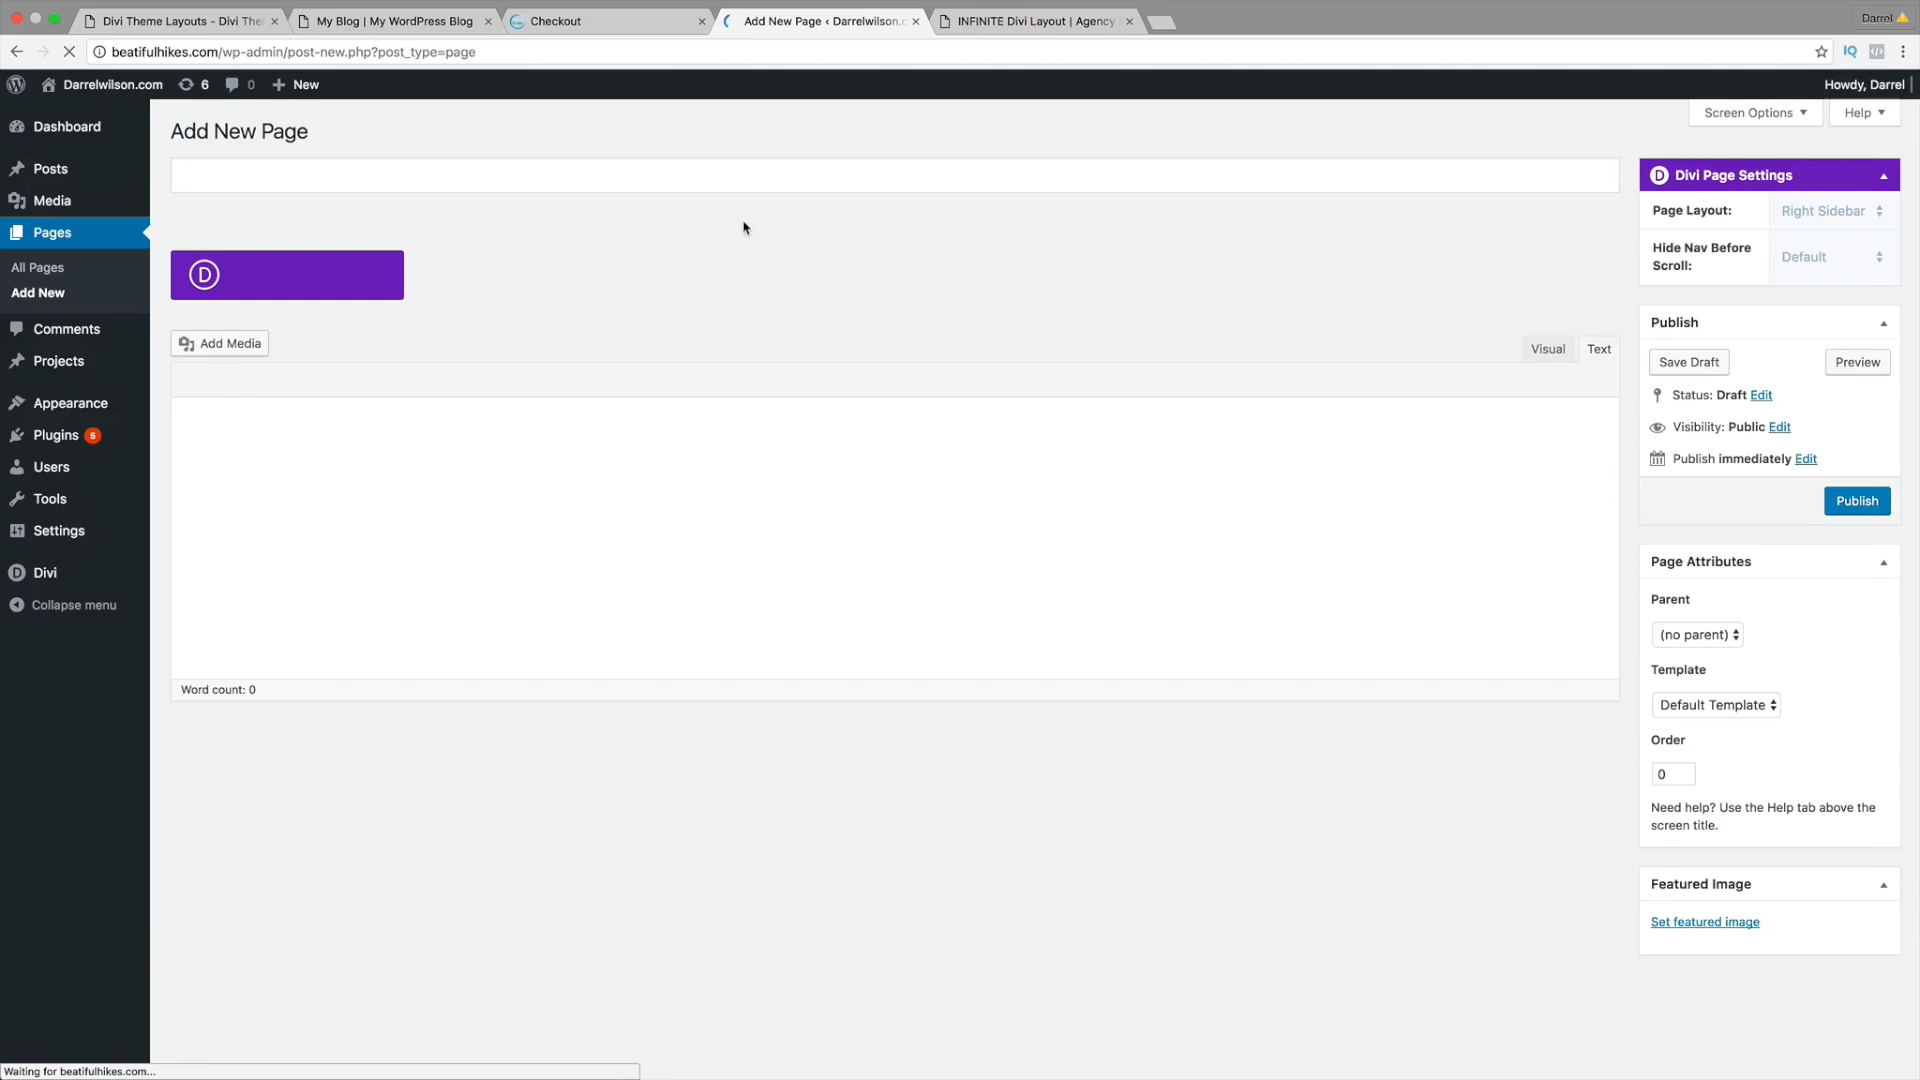 Divi Theme Layouts - Divi The
My Blog | My WordPress Blog
Checkout
Add New Page ‹ Darrelwilson.c
INFINITE Divi Layout | Agency
Darrel
beatifulhikes.com/wp-admin/post-new.php?post_type=page
IQ
Darrelwilson.com
6
0
New
Howdy, Darrel
Dashboard
Posts
Media
Pages
All Pages
Add New
Comments
Projects
Appearance
Plugins 5
Users
Tools
Settings
Divi
Collapse menu
Screen Options
Help
Add New Page
D
Add Media
Visual
Text
Word count: 0
D Divi Page Settings
Page Layout:
Right Sidebar
Hide Nav Before
Scroll:
Default
Publish
Save Draft
Preview
Status: Draft Edit
Visibility: Public Edit
Publish immediately Edit
Publish
Page Attributes
Parent
(no parent)
Template
Default Template
Order
0
Need help? Use the Help tab above the
screen title.
Featured Image
Set featured image
Waiting for beatifulhikes.com...